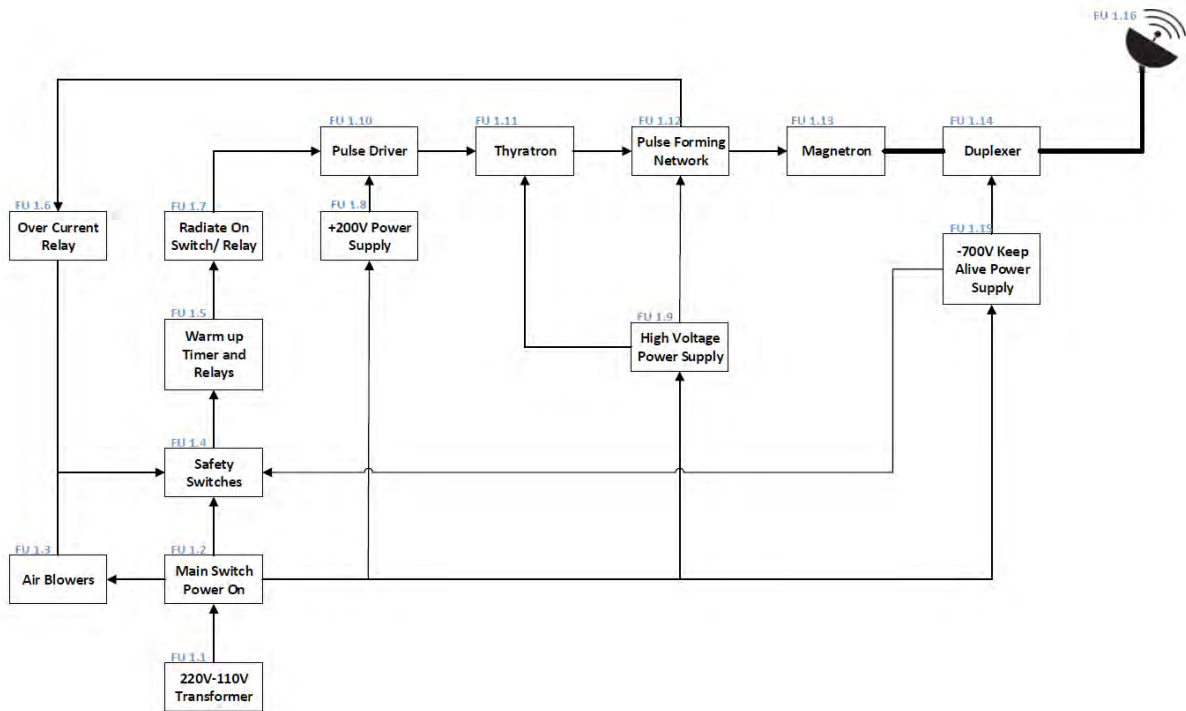 FU 1.16
FU 1.10
Pulse Driver
FU 1.11
Thyratron
FU 1.12
Pulse Forming
Network
FU 1.13
Magnetron
FU 1.14
Duplexer
FU 1.6
Over Current
Relay
FU 1.7
Radiate On
Switch/ Relay
FU 1.8
+200V Power
Supply
FU 1.15
-700V Keep
Alive Power
Supply
FU 1.5
Warm up
Timer and
Relays
FU 1.9
High Voltage
Power Supply
FU 1.4
Safety
Switches
FU 1.3
Air Blowers
FU 1.2
Main Switch
Power On
FU 1.1
220V-110V
Transformer